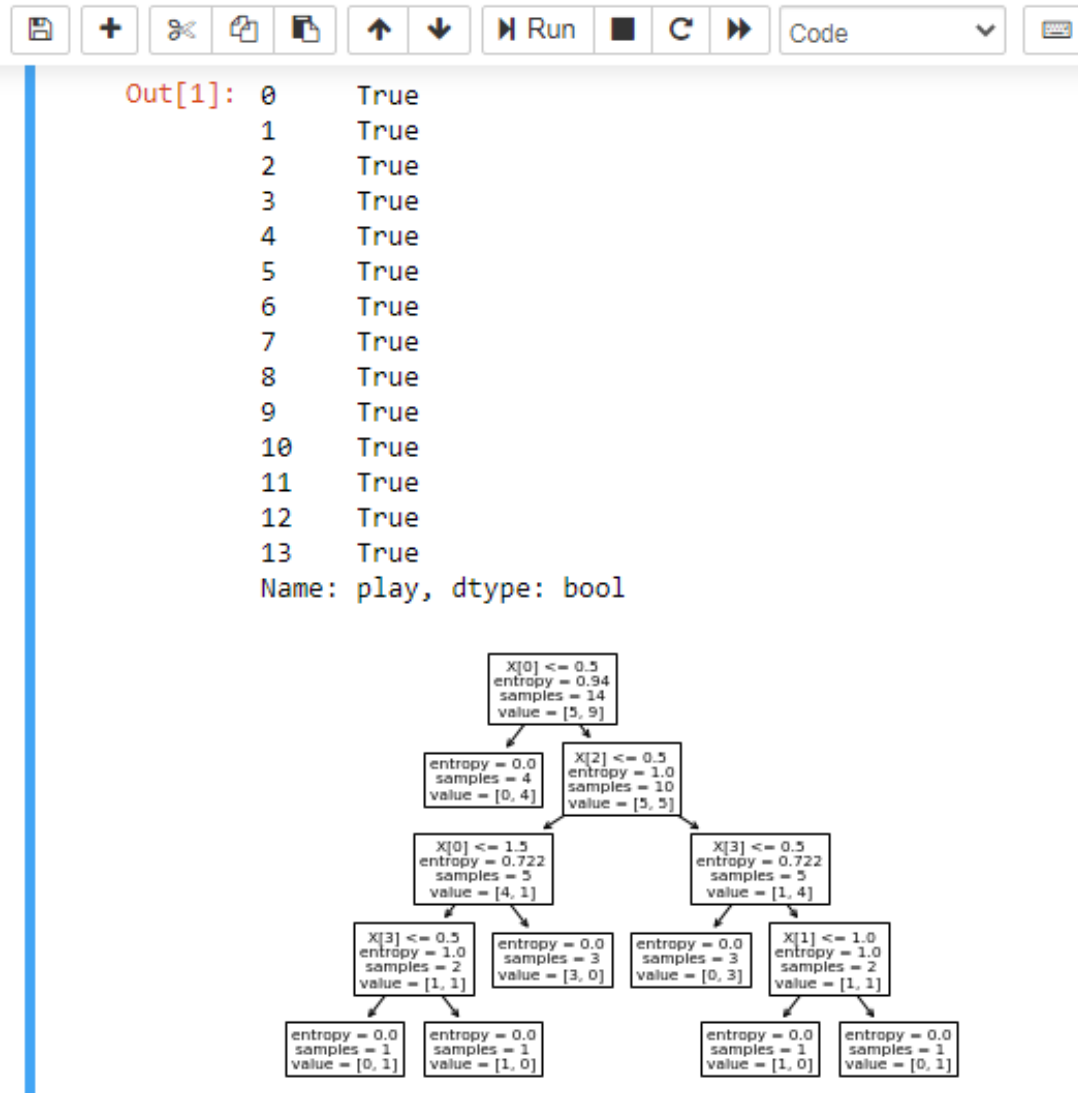 Run
Code
Out[1]: 0 True
1 True
2 True
3 True
4 True
5 True
6 True
7 True
8 True
9 True
10 True
11 True
12 True
13 True
Name: play, dtype: bool
X[0] <= 0.5
entropy = 0.94
samples = 14
value = [5, 9]
entropy = 0.0
samples = 4
value = [0, 4]
X[2] <= 0.5
entropy = 1.0
samples = 10
value = [5, 5]
X[0] <= 1.5
entropy = 0.722
samples = 5
value = [4, 1]
X[3] <= 0.5
entropy = 0.722
samples = 5
value = [1, 4]
X[3] <= 0.5
entropy = 1.0
samples = 2
value = [1, 1]
entropy = 0.0
samples = 3
value = [3, 0]
entropy = 0.0
samples = 3
value = [0, 3]
X[1] <= 1.0
entropy = 1.0
samples = 2
value = [1, 1]
entropy = 0.0
samples = 1
value = [0, 1]
entropy = 0.0
samples = 1
value = [1, 0]
entropy = 0.0
samples = 1
value = [1, 0]
entropy = 0.0
samples = 1
value = [0, 1]